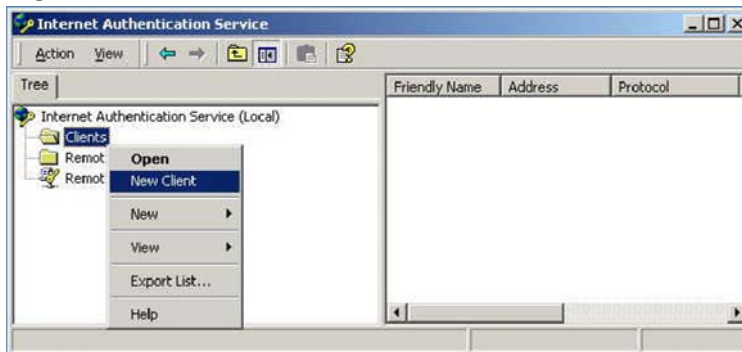 Internet Authentication Service
Action View
Tree
Friendly Name Address Protocol
Internet Authentication Service (Local)
Clients
Remot
Remot
Open
New Client
New
View
Export List...
Help